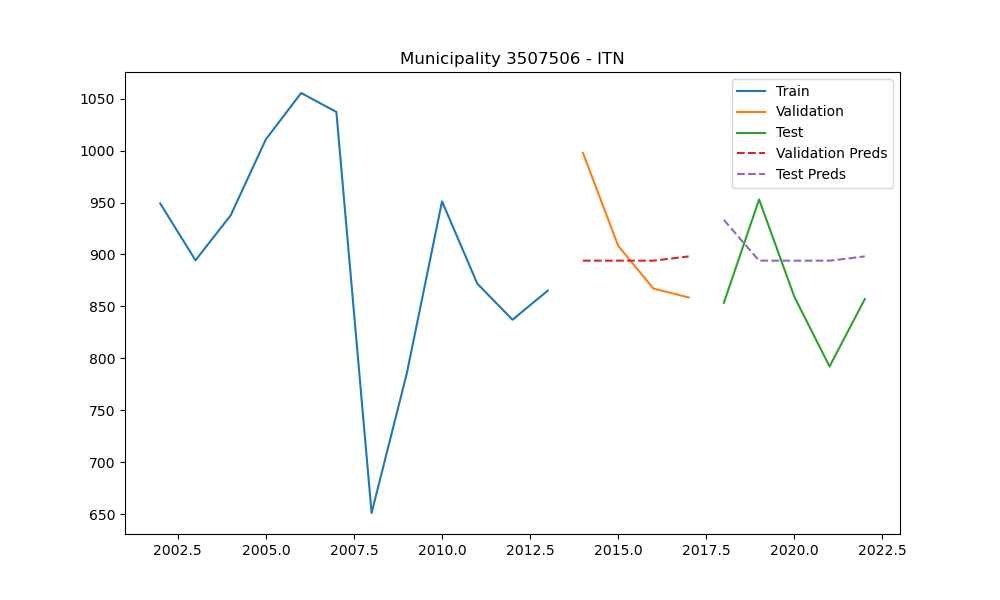 Municipality 3507506 - ITN
Train
Validation
Test
Validation Preds
Test Preds
1050
1000
950
900
850
800
750
700
650
2002.5 2005.0 2007.5 2010.0 2012.5 2015.0 2017.5 2020.0 2022.5